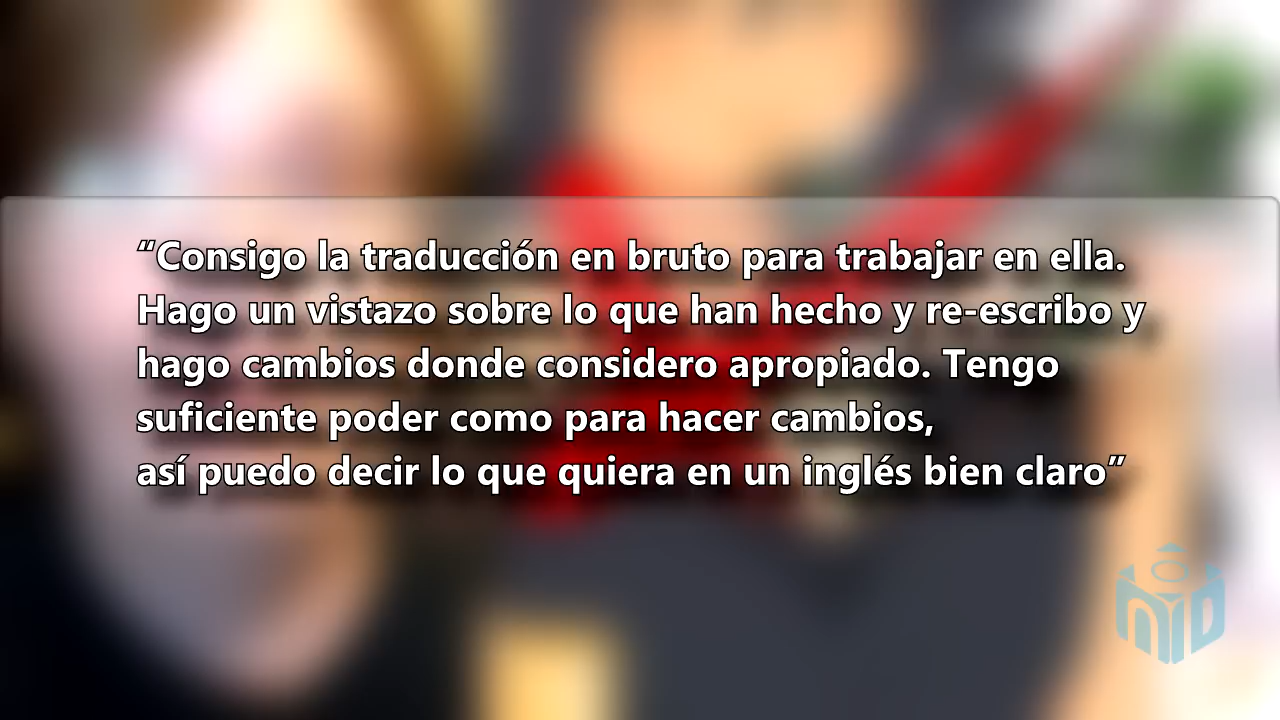 “Consigo la traducción en bruto para trabajar en ella.
Hago un vistazo sobre lo que han hecho y re-escribo y
hago cambios donde considero apropiado. Tengo
suficiente poder como para hacer cambios,
así puedo decir lo que quiera en un inglés bien claro”